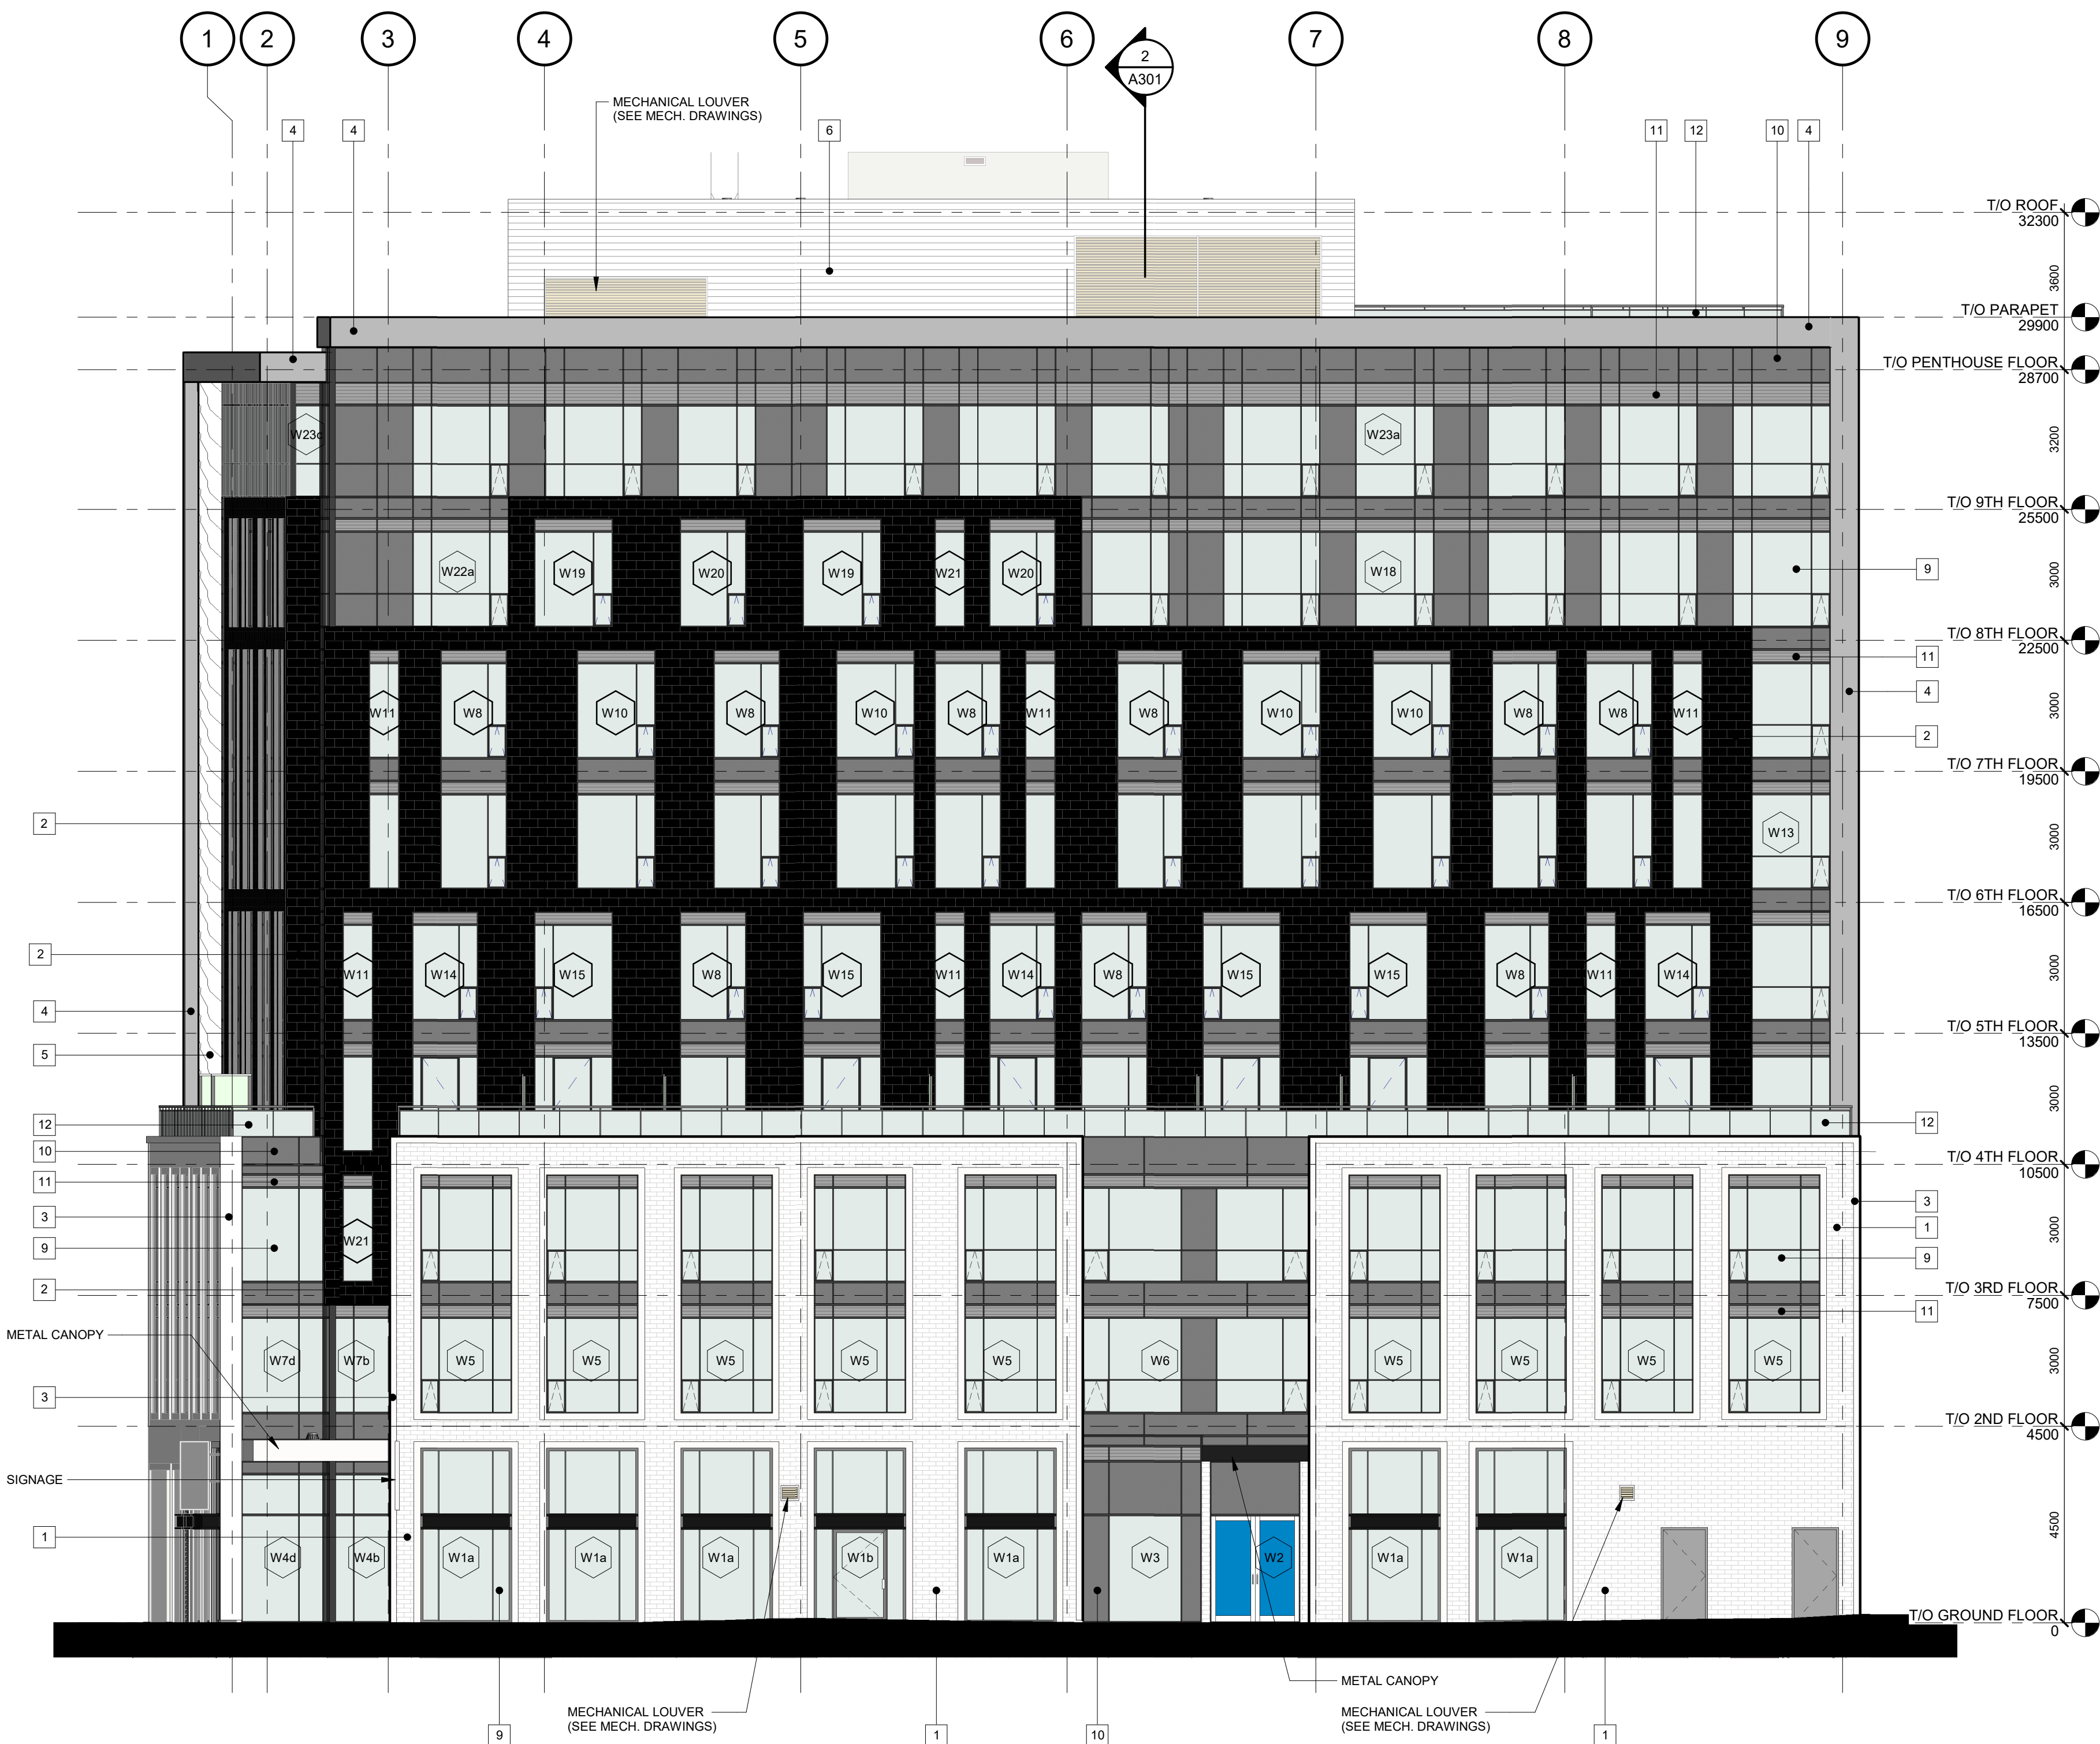 1 2 3 4 5 6 7 8 9
2
A301
MECHANICAL LOUVER
(SEE MECH. DRAWINGS)
4 4 6 11 12 10 4
T/O ROOF
32300
3600
T/O PARAPET
29900
T/O PENTHOUSE FLOOR
28700
W23c W23a
3200
T/O 9TH FLOOR
25500
W22a W19 W20 W19 W21 W20 W18 9
3000
T/O 8TH FLOOR
22500
11
4
W11 W8 W10 W8 W10 W8 W11 W8 W10 W10 W8 W8 W11
3000
2
T/O 7TH FLOOR
19500
2
W13
3000
T/O 6TH FLOOR
16500
2
W11 W14 W15 W8 W15 W11 W14 W8 W15 W15 W8 W11 W14
3000
4
T/O 5TH FLOOR
13500
5
3000
12 12
10
T/O 4TH FLOOR
10500
11
3
3
1
9
W21
3000
9
2
T/O 3RD FLOOR
7500
11
METAL CANOPY
W7d W7b W5 W5 W5 W5 W5 W6 W5 W5 W5 W5
3000
3
T/O 2ND FLOOR
4500
SIGNAGE
4500
1
W4d W4b W1a W1a W1a W1b W1a W3 W2 W1a W1a
T/O GROUND FLOOR
0
METAL CANOPY
MECHANICAL LOUVER
(SEE MECH. DRAWINGS)
MECHANICAL LOUVER
(SEE MECH. DRAWINGS)
9 1 10 1